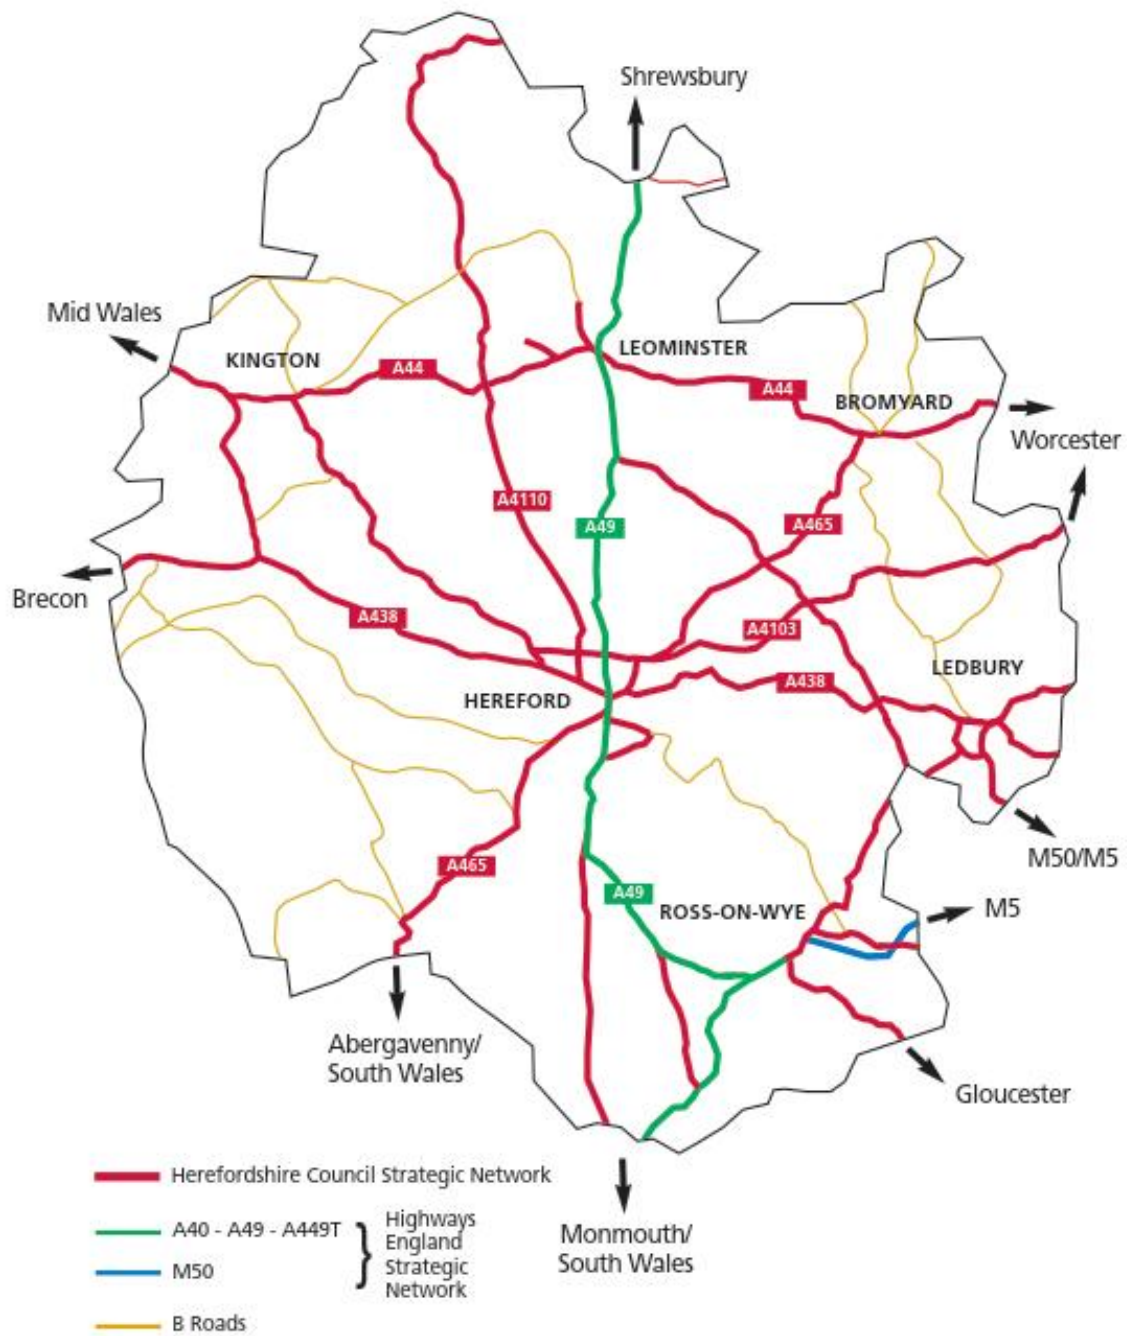 Shrewsbury
Mid Wales
KINGTON
LEOMINSTER
A44
A44
BROMYARD
Worcester
A4110
A49
A465
Brecon
A438
A4103
LEDBURY
A438
HEREFORD
M50/M5
A465
A49
ROSS-ON-WYE
M5
Abergavenny/
South Wales
Gloucester
Monmouth/
South Wales
Herefordshire Council Strategic Network
A40 - A49 - A449T
M50
Highways
England
Strategic
Network
B Roads